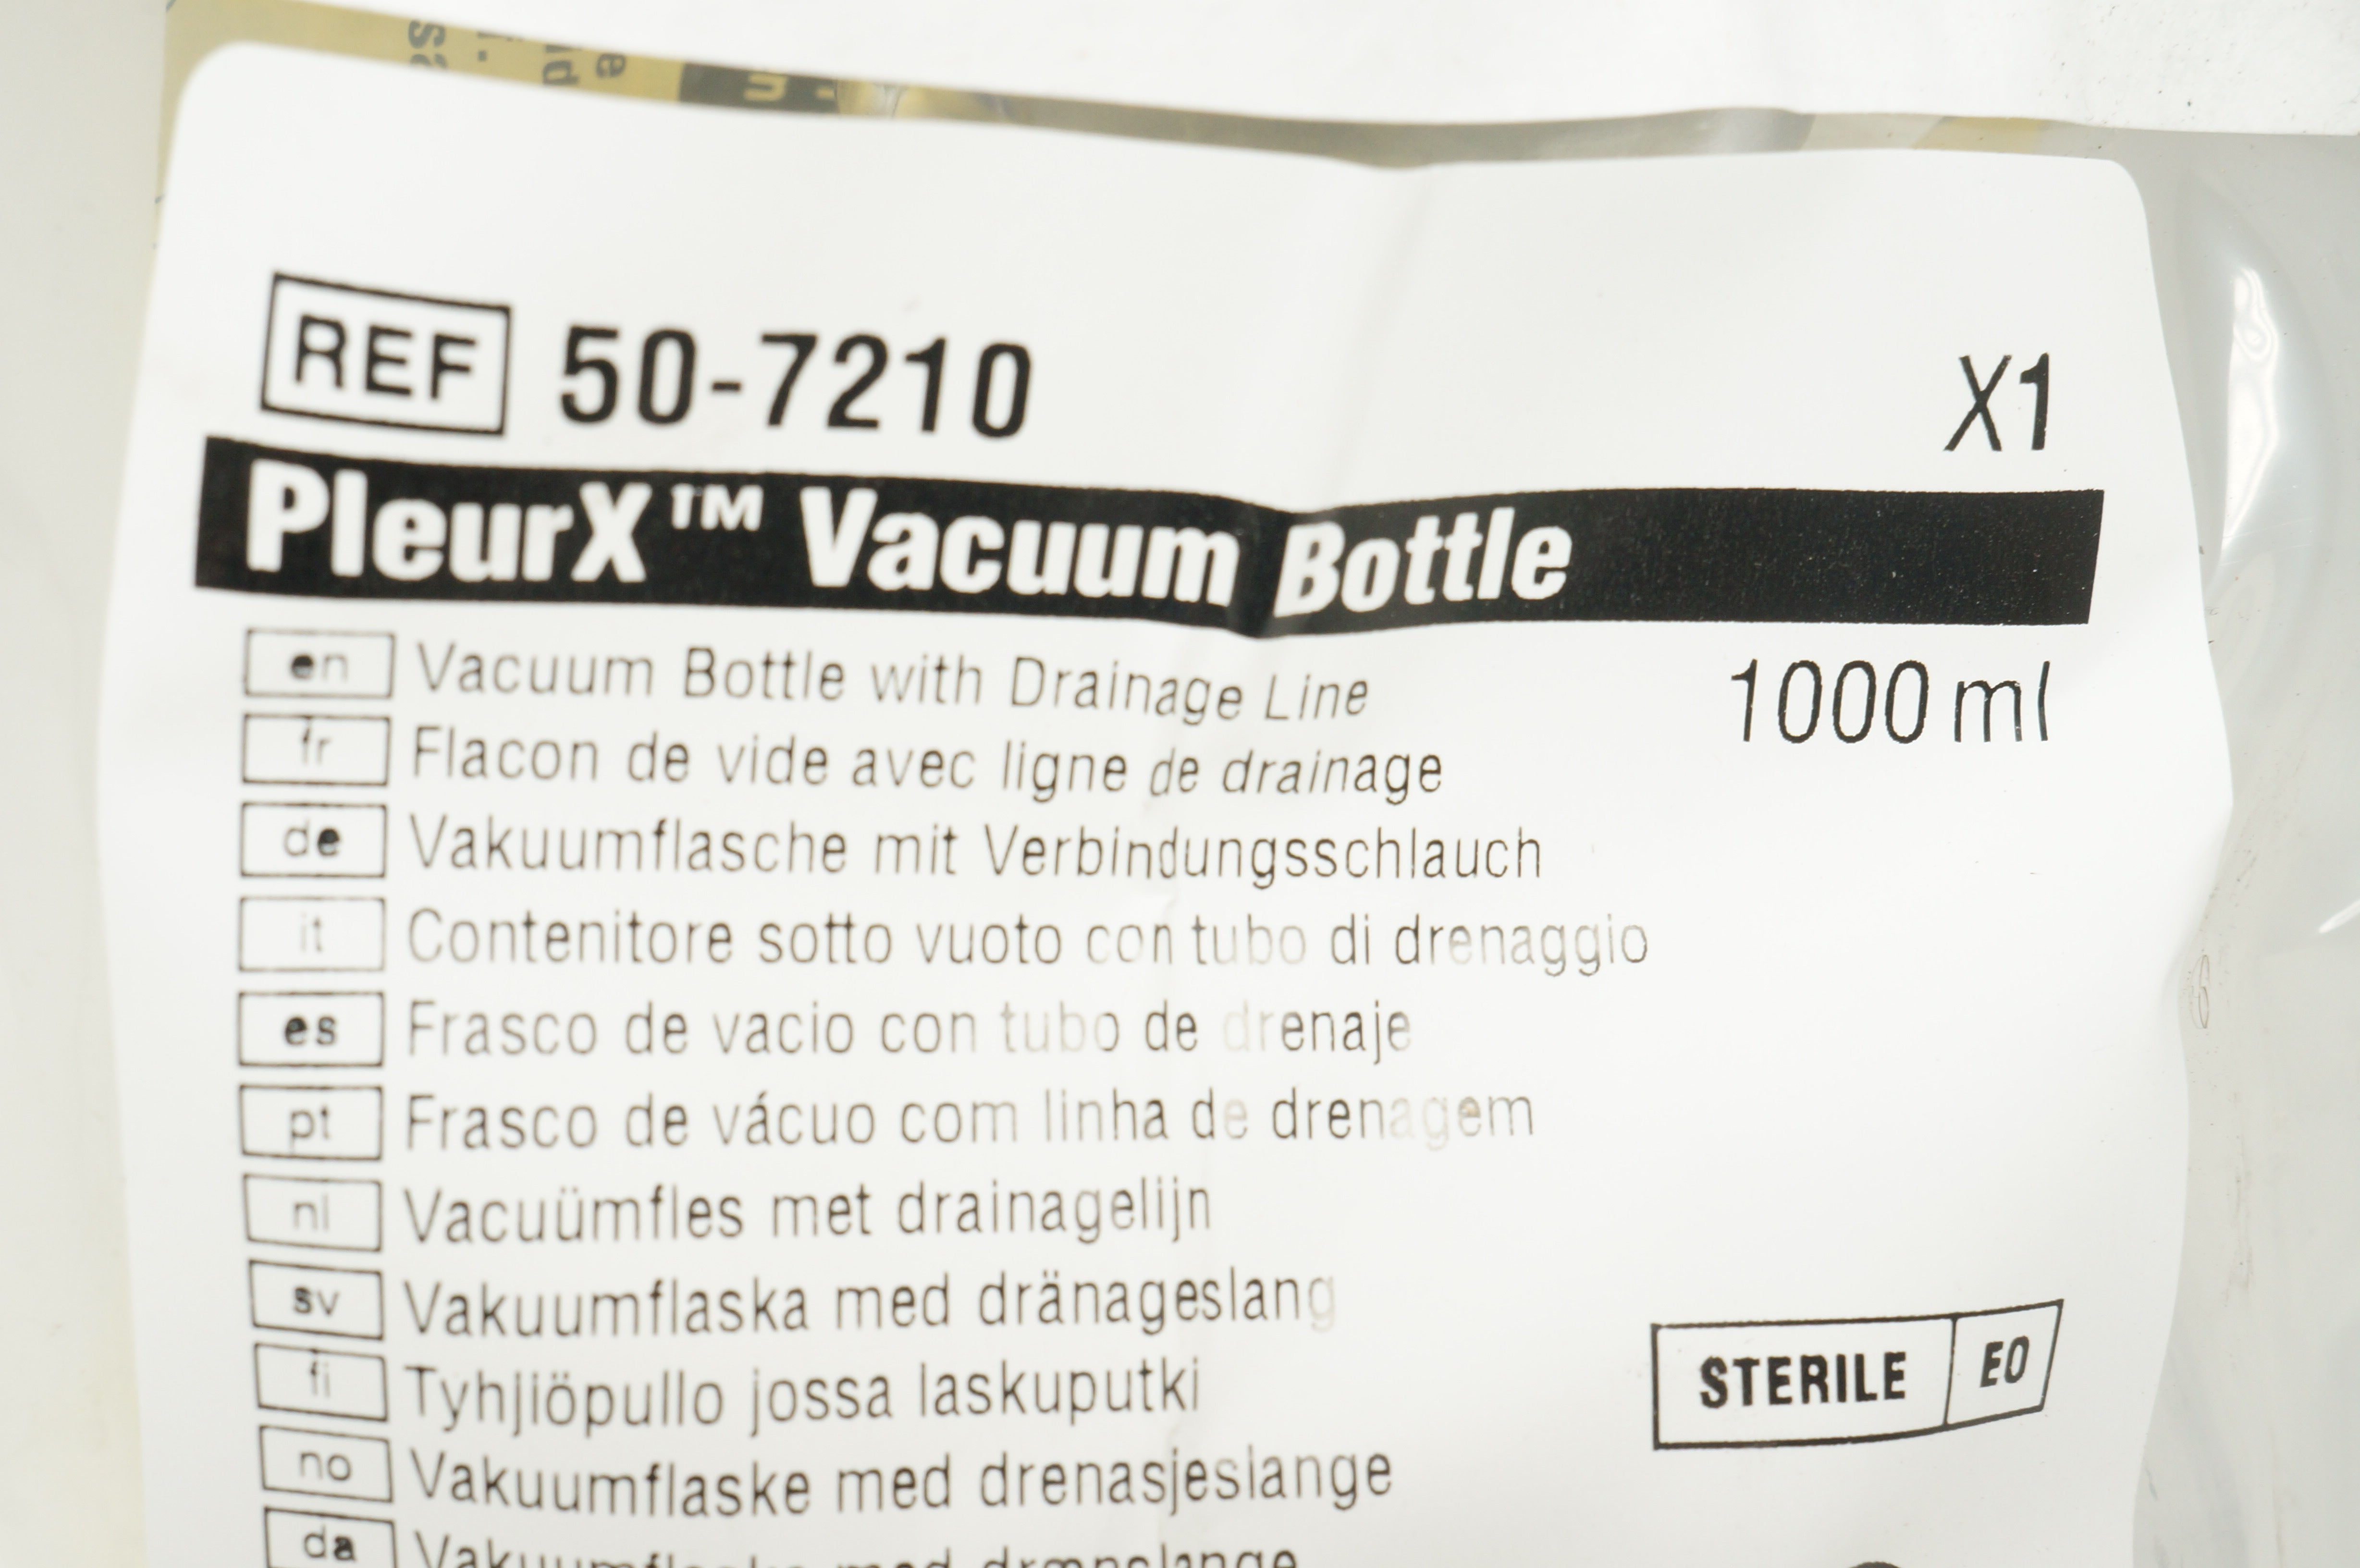 REF 50-7210 X1
PleurX™ Vacuum Bottle
en Vacuum Bottle with Drainage Line 1000 ml
fr Flacon de vide avec ligne de drainage
de Vakuumflasche mit Verbindungsschlauch
it Contenitore sotto vuoto con tubo di drenaggio
es Frasco de vacio con tubo de drenaje
pt Frasco de vácuo com linha de drenagem
nl Vacuümfles met drainagelijn
sv Vakuumflaska med dränageslang
fi Tyhjiöpullo jossa laskuputki
STERILE EO
no Vakuumflaske med drenasjeslange
da Vakuumflaske med drænslange